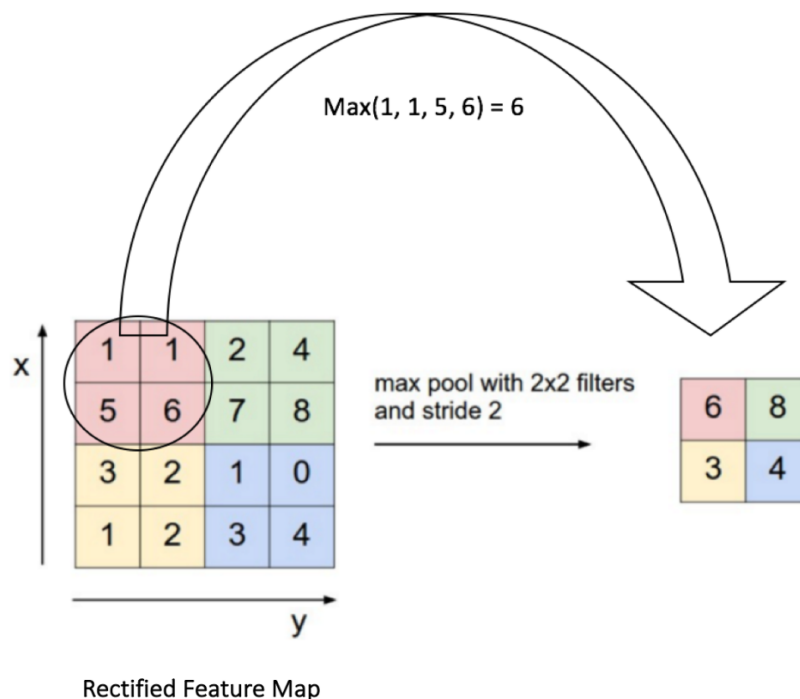 Max(1, 1, 5, 6) = 6
x
1 1 2 4
5 6 7 8
3 2 1 0
1 2 3 4
max pool with 2x2 filters
and stride 2
6 8
3 4
y
Rectified Feature Map